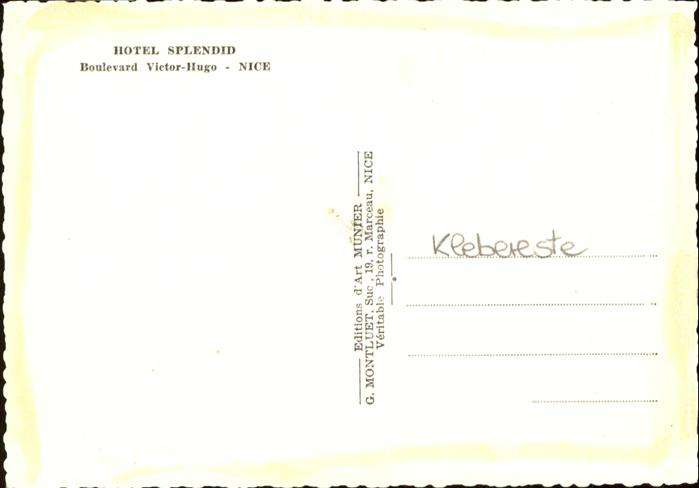 HOTEL SPLENDID
Boulevard Victor-Hugo - NICE
Editions d'Art MUNIER
G. MONTLUET, Suc., 19, r. Marceau, NICE
Véritable Photographie
Klebereste